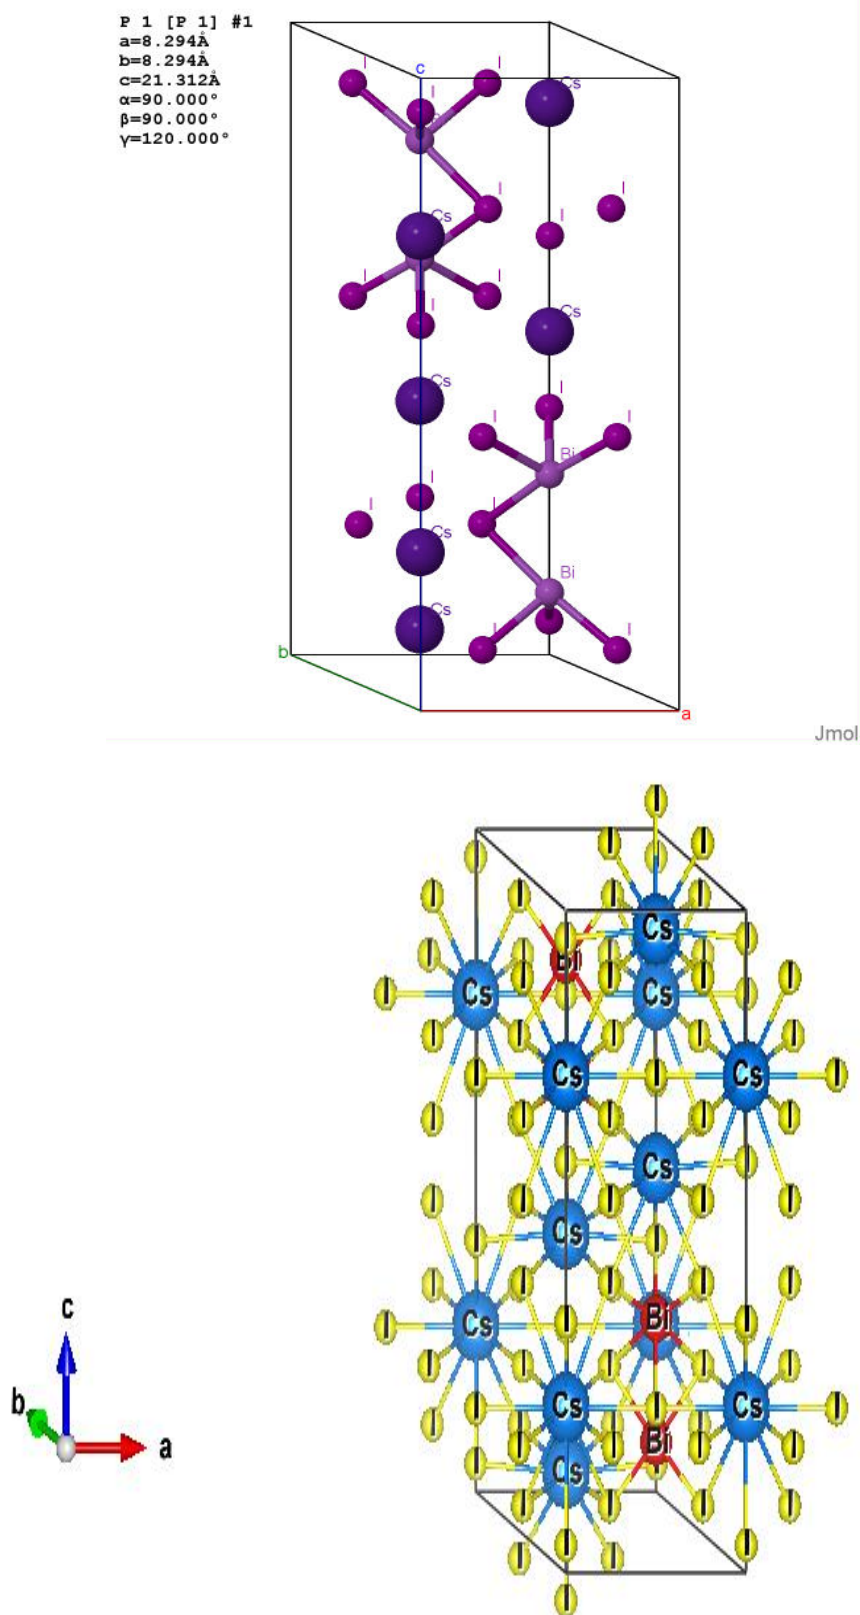 P 1 [P 1] #1
a=8.294Å
b=8.294Å
c=21.312Å
α=90.000°
β=90.000°
γ=120.000°
c
I I
I Cs
I I
Cs I
I I
I Cs
Cs I
I I
Bi
I
I I
Cs
Bi
Cs
I I
b
a
Jmol
I
I I
I I
I I I I
Cs
I I
Bi
I I I
I Cs I Cs I
I I I I
I Cs I Cs I
I I I I
I Cs I
I I I I
I Cs I
I I I I
I Cs I Bi I
I I I I
I Cs I Cs I
I I Bi I I
I Cs I
I I I I
I I
I I
I
c
b
a